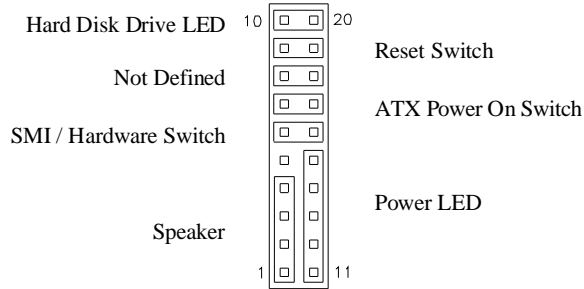 Hard Disk Drive LED 10 20
Reset Switch
Not Defined
ATX Power On Switch
SMI / Hardware Switch
Power LED
Speaker
1 11